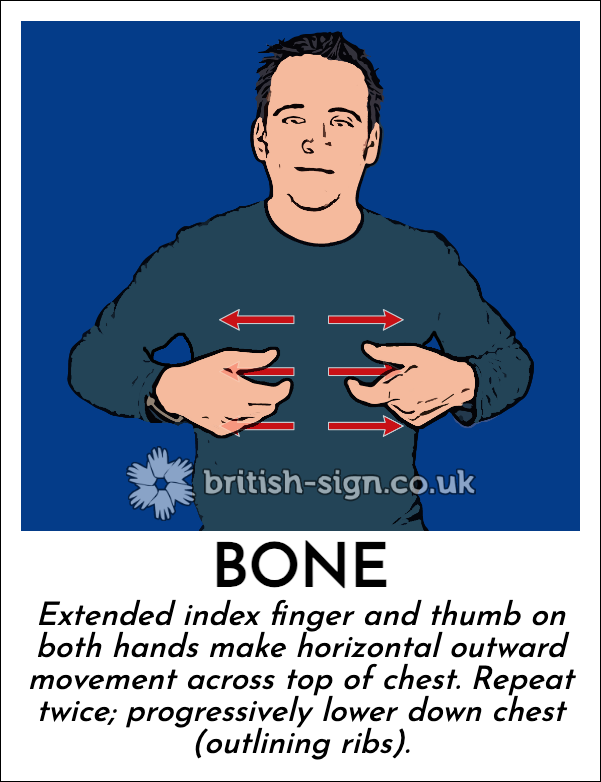 british-sign.co.uk
BONE
Extended index finger and thumb on
both hands make horizontal outward
movement across top of chest. Repeat
twice; progressively lower down chest
(outlining ribs).